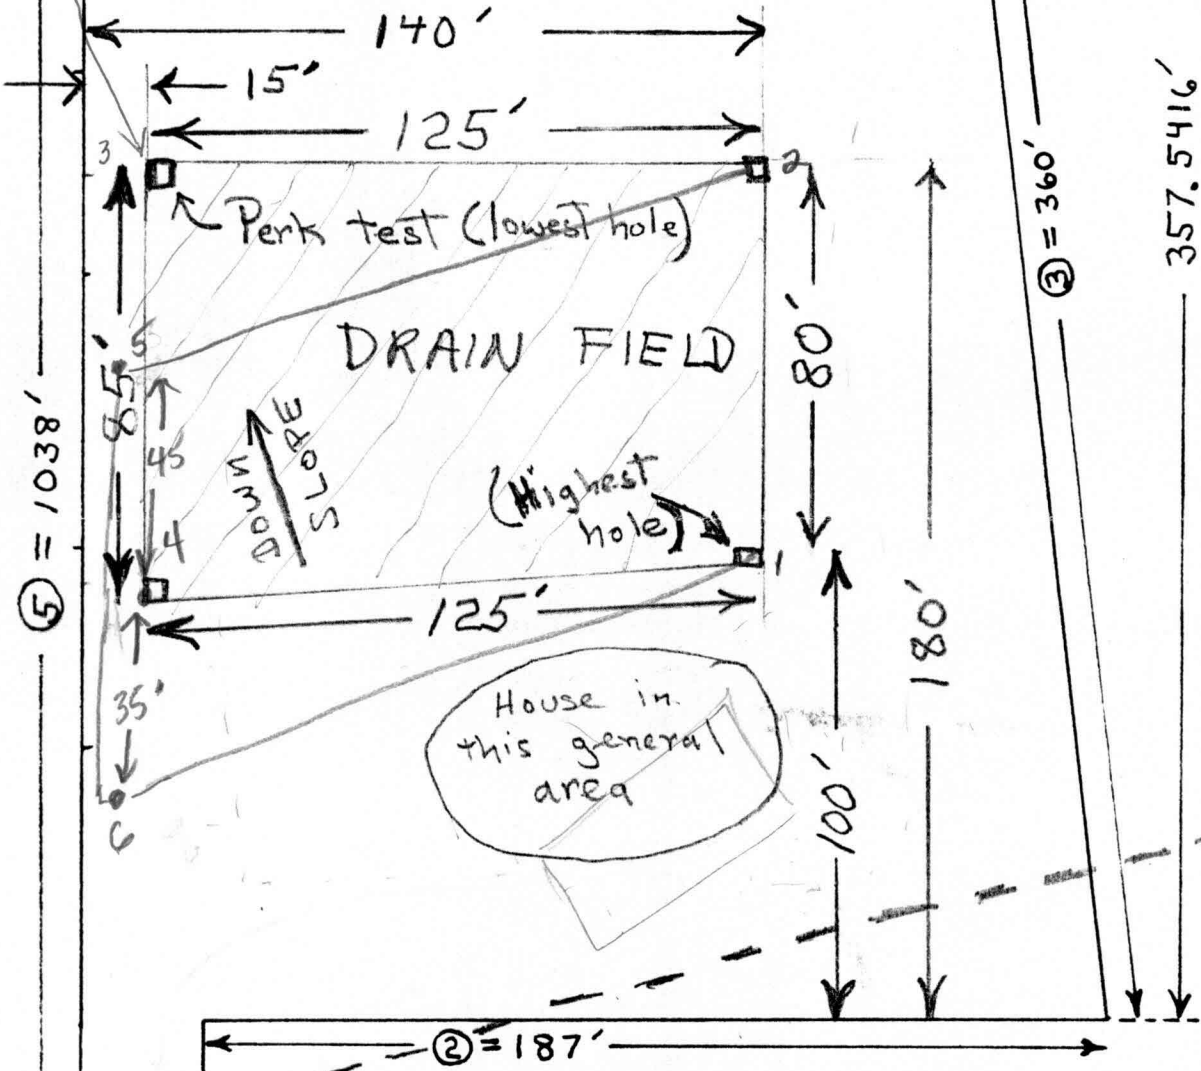 140'
15'
125'
3
2
Perk test (lowest hole)
DRAIN FIELD
5
85'
45
4
DOWN
SLOPE
(Highest
hole)
1
80'
125'
35'
6
House in
this general
area
100'
180'
⑤ = 1038'
③ = 360'
357.5416'
② = 187'